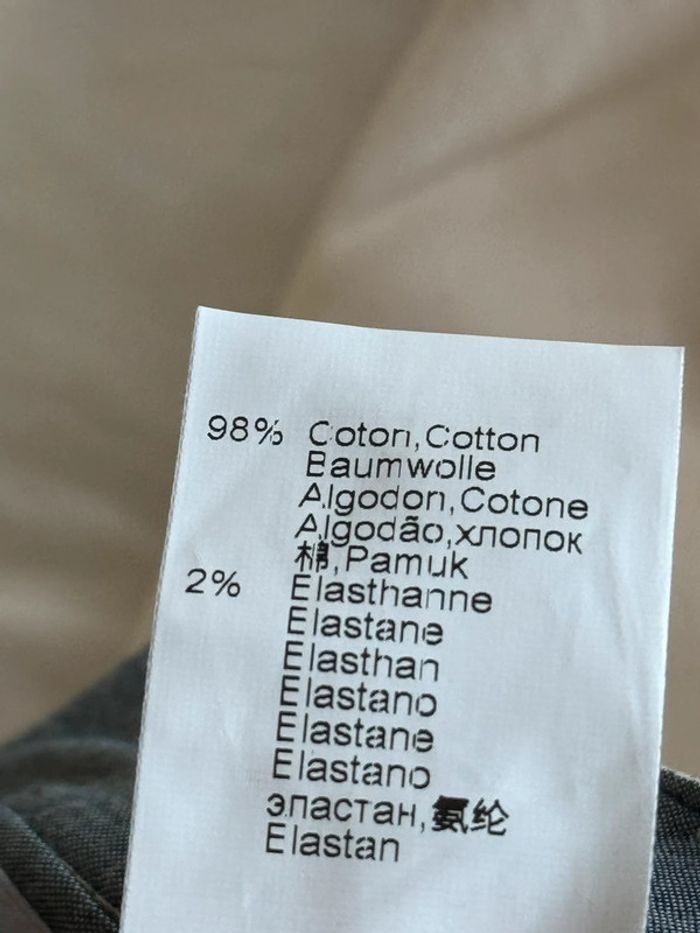 98% Coton,Cotton
Baumwolle
Algodon,Cotone
Algodão,хлопок
棉,Pamuk
2% Elasthanne
Elastane
Elasthan
Elastano
Elastane
Elastano
эластан,氨纶
Elastan